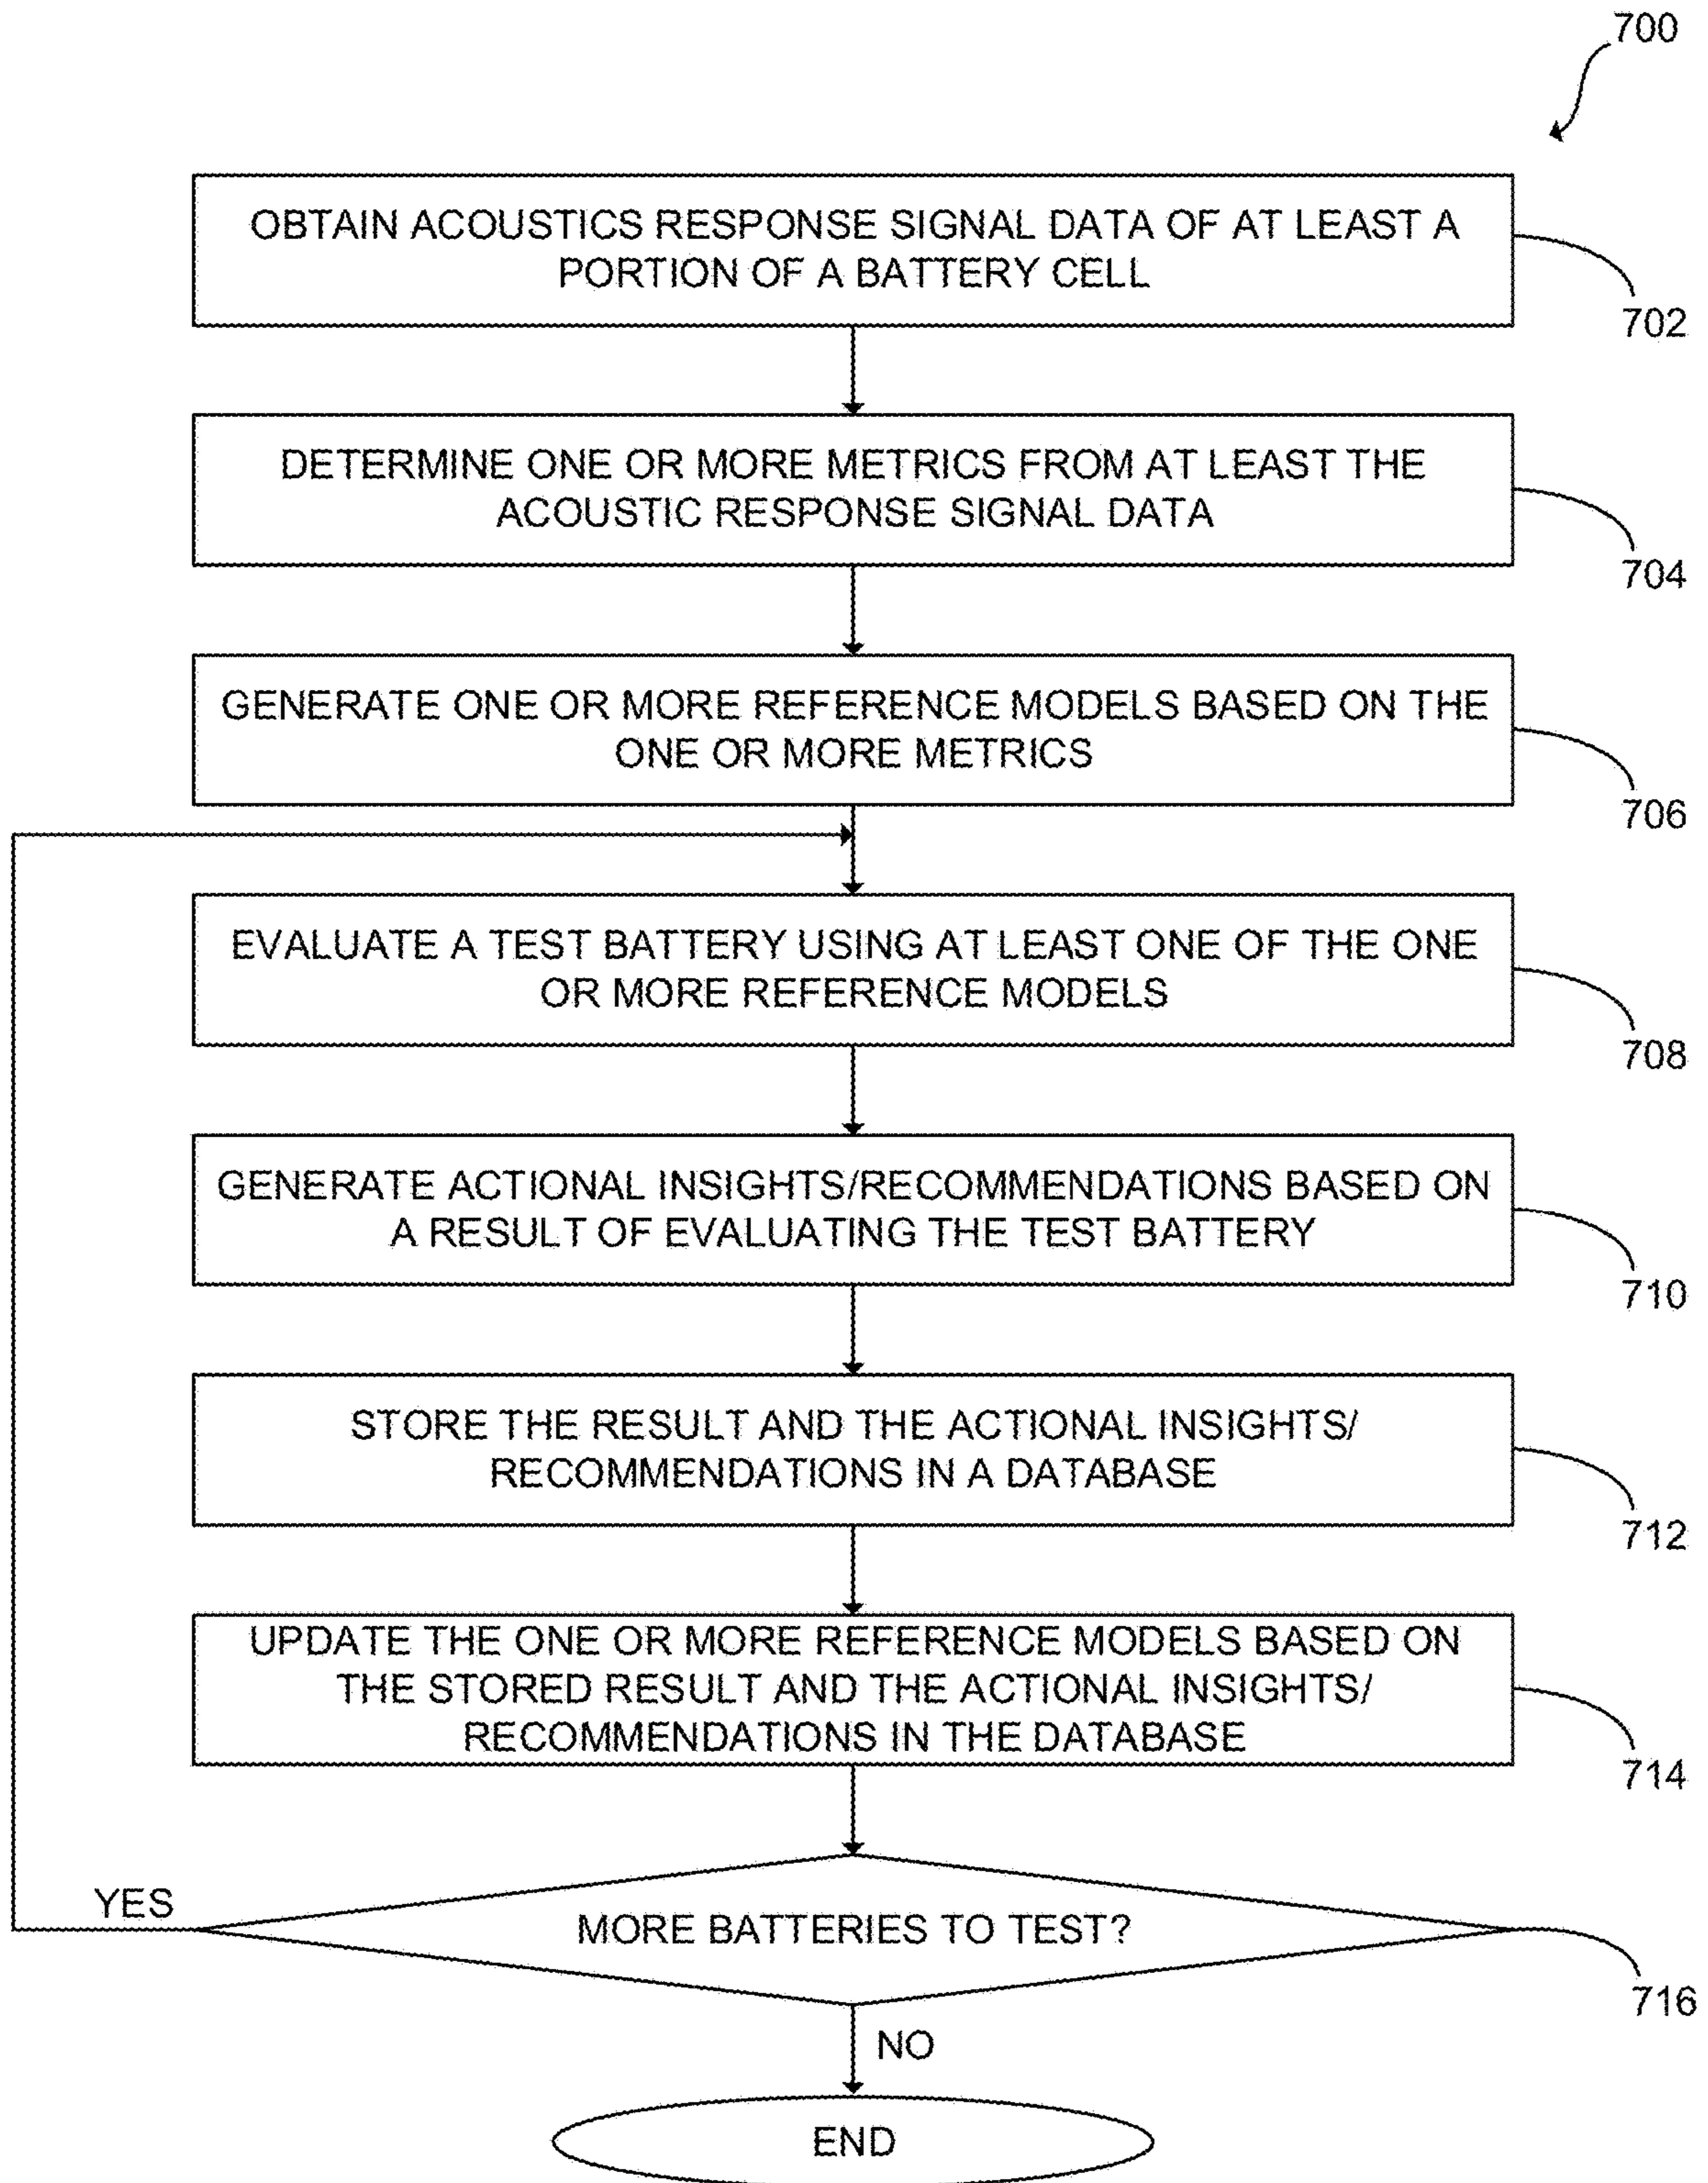 700
OBTAIN ACOUSTICS RESPONSE SIGNAL DATA OF AT LEAST A
PORTION OF A BATTERY CELL
702
DETERMINE ONE OR MORE METRICS FROM AT LEAST THE
ACOUSTIC RESPONSE SIGNAL DATA
704
GENERATE ONE OR MORE REFERENCE MODELS BASED ON THE
ONE OR MORE METRICS
706
EVALUATE A TEST BATTERY USING AT LEAST ONE OF THE ONE
OR MORE REFERENCE MODELS
708
GENERATE ACTIONAL INSIGHTS/RECOMMENDATIONS BASED ON
A RESULT OF EVALUATING THE TEST BATTERY
710
STORE THE RESULT AND THE ACTIONAL INSIGHTS/
RECOMMENDATIONS IN A DATABASE
712
UPDATE THE ONE OR MORE REFERENCE MODELS BASED ON
THE STORED RESULT AND THE ACTIONAL INSIGHTS/
RECOMMENDATIONS IN THE DATABASE
714
YES
MORE BATTERIES TO TEST?
716
NO
END